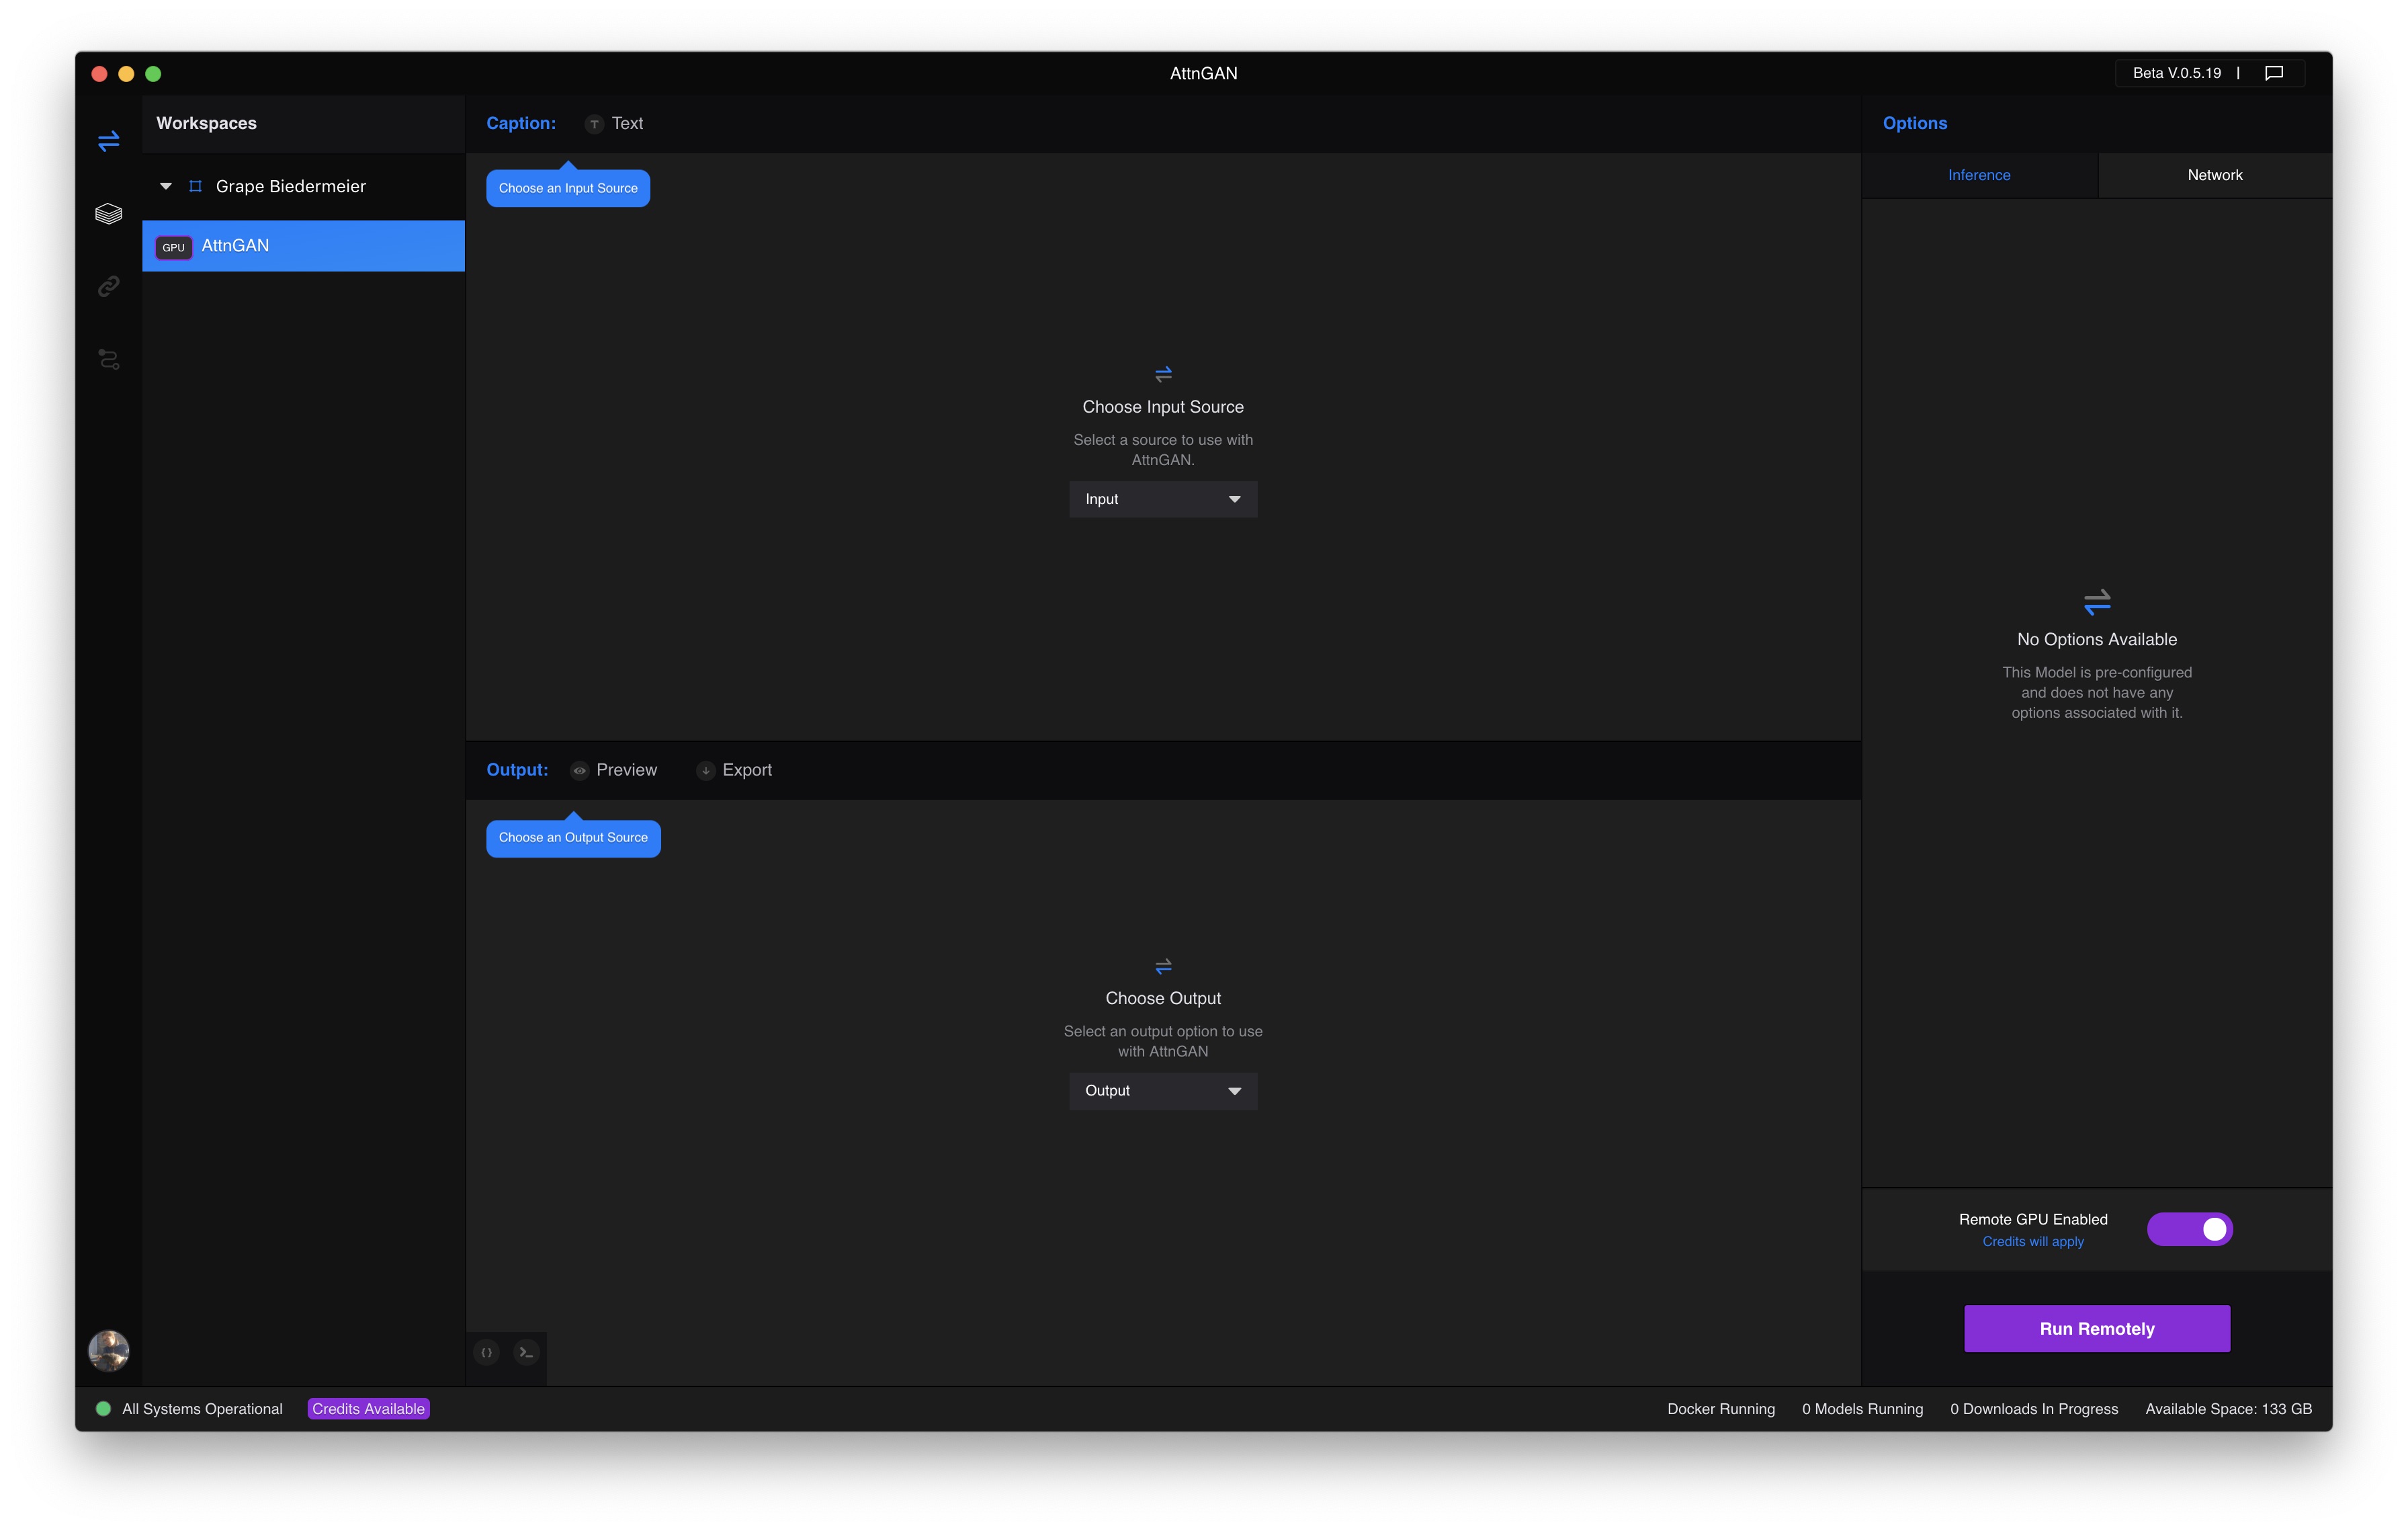 AttnGAN
Beta V.0.5.19 |
Workspaces
Grape Biedermeier
GPU AttnGAN
Caption: T Text
Choose an Input Source
Choose Input Source
Select a source to use with
AttnGAN.
Input
Output: Preview Export
Choose an Output Source
Choose Output
Select an output option to use
with AttnGAN
Output
{ } >_
Options
Inference Network
No Options Available
This Model is pre-configured
and does not have any
options associated with it.
Remote GPU Enabled
Credits will apply
Run Remotely
All Systems Operational Credits Available Docker Running 0 Models Running 0 Downloads In Progress Available Space: 133 GB